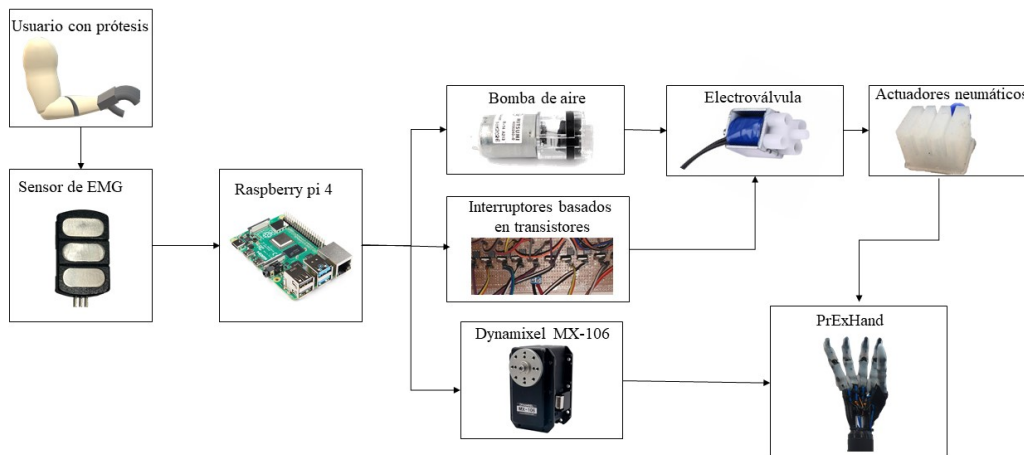 Usuario con prótesis
Sensor de EMG
Raspberry pi 4
Bomba de aire
Interruptores basados
en transistores
Dynamixel MX-106
Electroválvula
Actuadores neumáticos
PrExHand